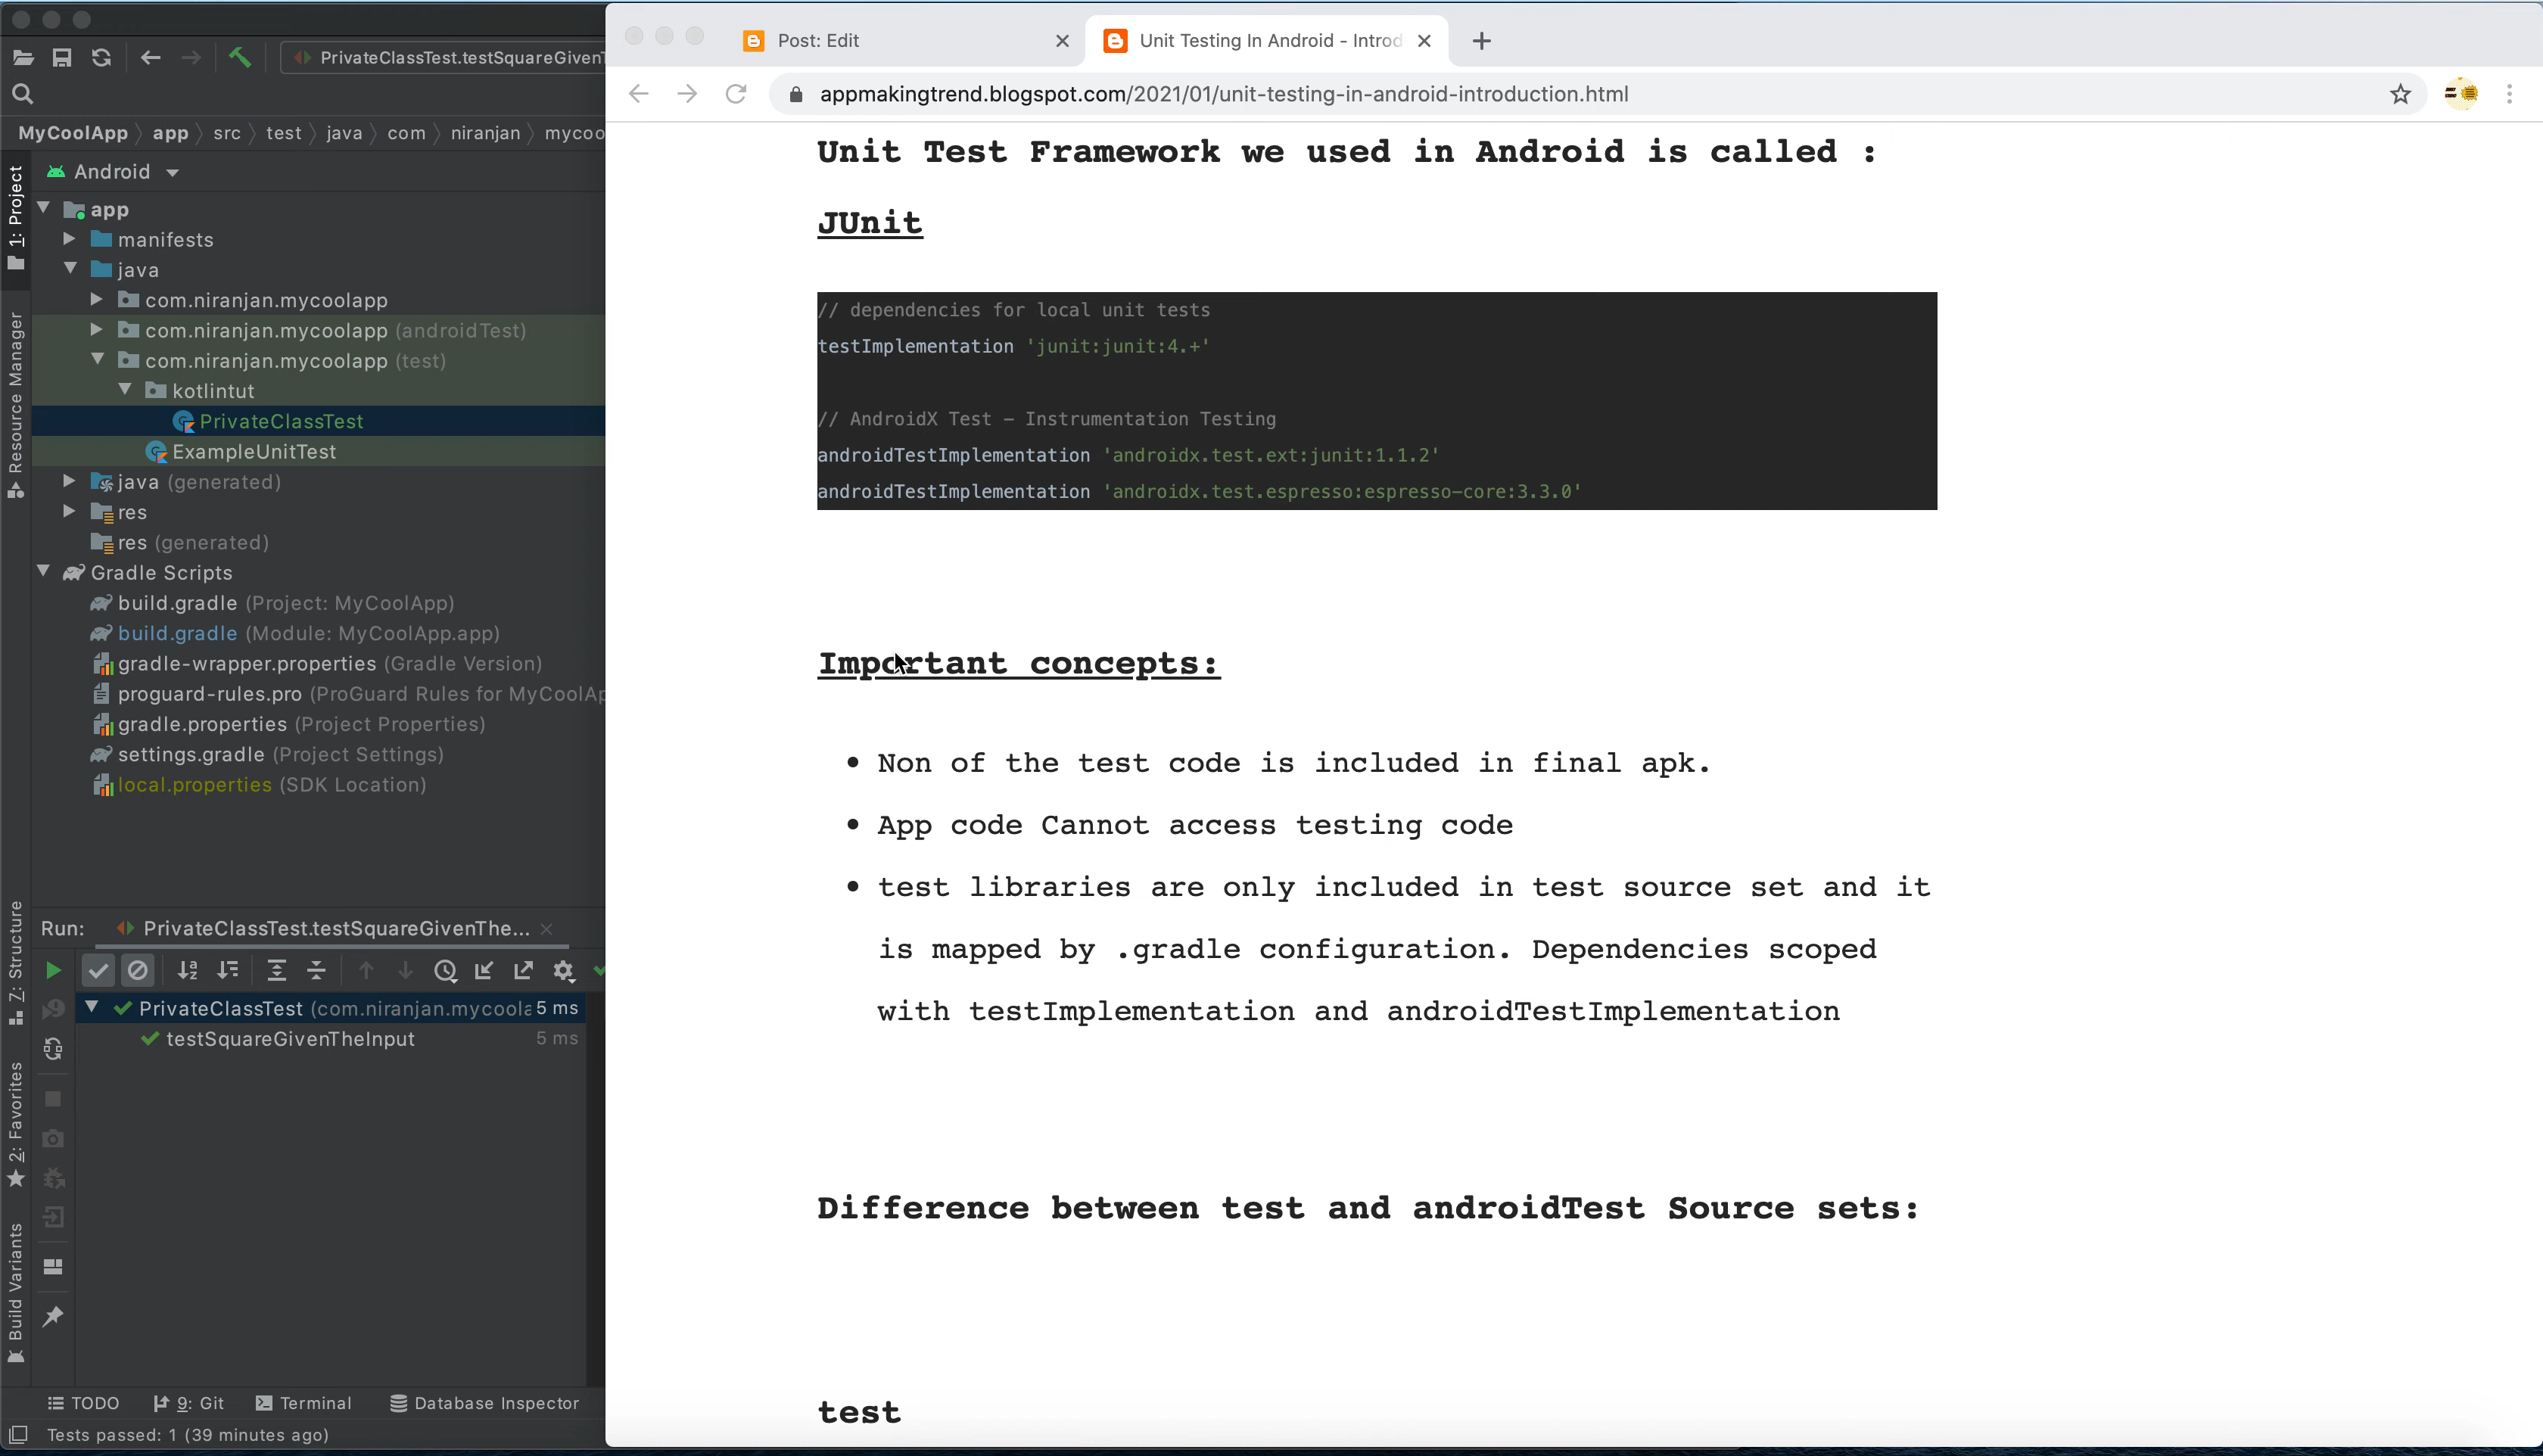 PrivateClassTest.testSquareGivenT
MyCoolApp app src test java com niranjan mycoo
1: Project
Resource Manager
Z: Structure
2: Favorites
Build Variants
Android
app
manifests
java
com.niranjan.mycoolapp
com.niranjan.mycoolapp (androidTest)
com.niranjan.mycoolapp (test)
kotlintut
PrivateClassTest
ExampleUnitTest
java (generated)
res
res (generated)
Gradle Scripts
build.gradle (Project: MyCoolApp)
build.gradle (Module: MyCoolApp.app)
gradle-wrapper.properties (Gradle Version)
proguard-rules.pro (ProGuard Rules for MyCoolAp
gradle.properties (Project Properties)
settings.gradle (Project Settings)
local.properties (SDK Location)
Run: PrivateClassTest.testSquareGivenThe...
PrivateClassTest (com.niranjan.mycoola 5 ms
testSquareGivenTheInput 5 ms
TODO 9: Git Terminal Database Inspector
Tests passed: 1 (39 minutes ago)
Post: Edit
Unit Testing In Android - Introd
appmakingtrend.blogspot.com/2021/01/unit-testing-in-android-introduction.html
Unit Test Framework we used in Android is called :
JUnit
// dependencies for local unit tests
testImplementation 'junit:junit:4.+'
// AndroidX Test – Instrumentation Testing
androidTestImplementation 'androidx.test.ext:junit:1.1.2'
androidTestImplementation 'androidx.test.espresso:espresso-core:3.3.0'
Important concepts:
• Non of the test code is included in final apk.
• App code Cannot access testing code
• test libraries are only included in test source set and it
is mapped by .gradle configuration. Dependencies scoped
with testImplementation and androidTestImplementation
Difference between test and androidTest Source sets:
test